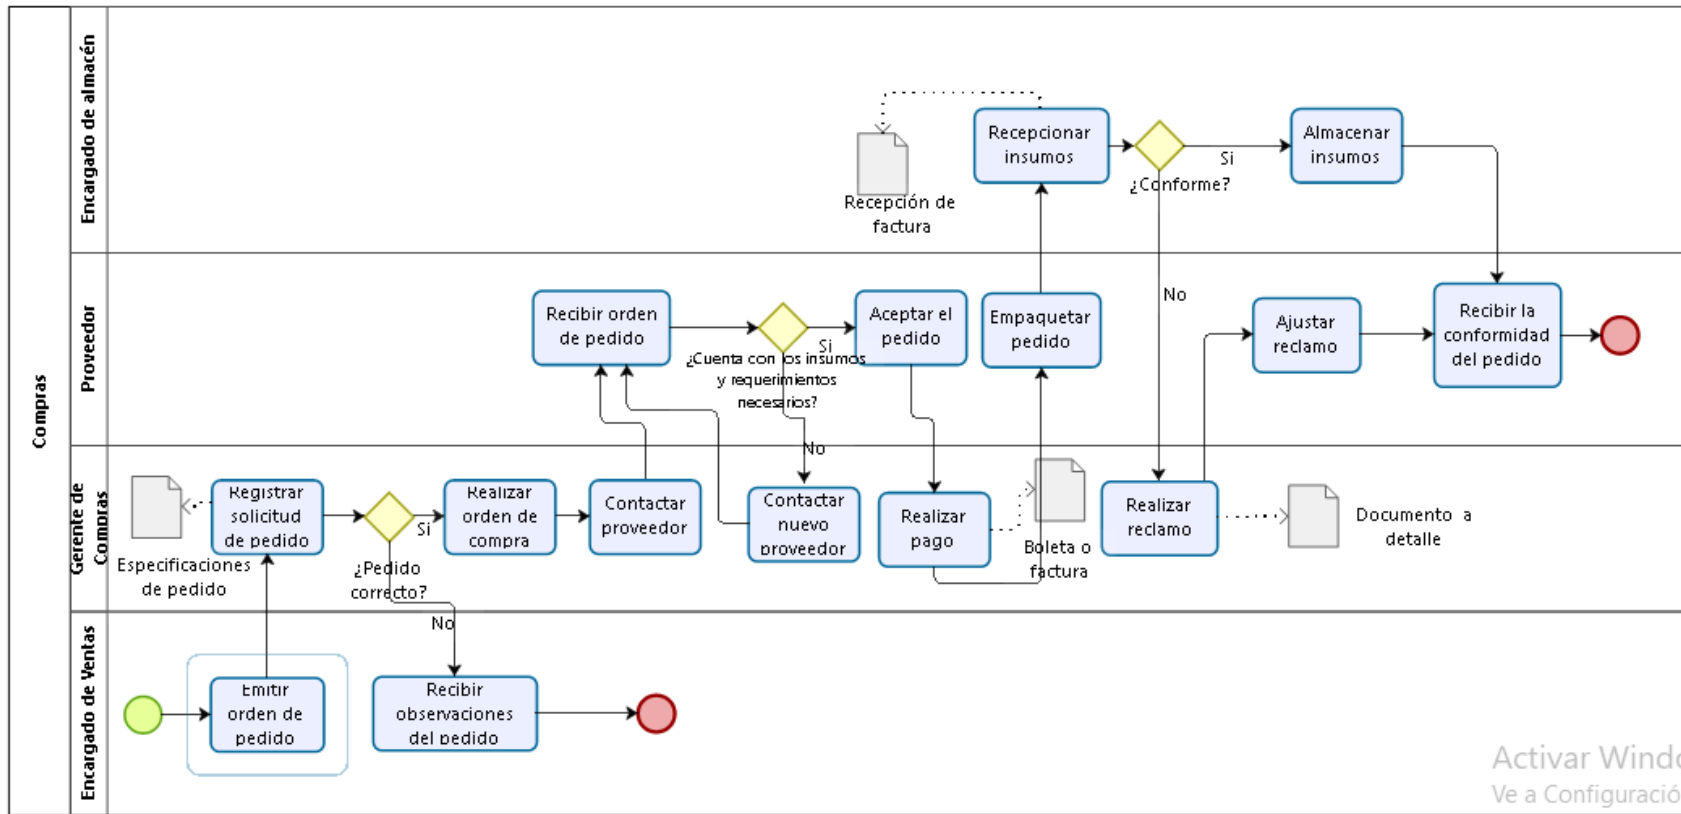 Compras
Encargado de almacén
Recepcionar
insumos
¿Conforme?
Si
Almacenar
insumos
Recepción de
factura
No
Proveedor
Recibir orden
de pedido
¿Cuenta con los insumos
y requerimientos
necesarios?
Si
No
Aceptar el
pedido
Empaquetar
pedido
Ajustar
reclamo
Recibir la
conformidad
del pedido
Gerente de
Compras
Especificaciones
de pedido
Registrar
solicitud
de pedido
¿Pedido
correcto?
Si
No
Realizar
orden de
compra
Contactar
proveedor
Contactar
nuevo
proveedor
Realizar
pago
Boleta o
factura
Realizar
reclamo
Documento a
detalle
Encargado de Ventas
Emitir
orden de
pedido
Recibir
observaciones
del pedido
Activar Windo
Ve a Configuració